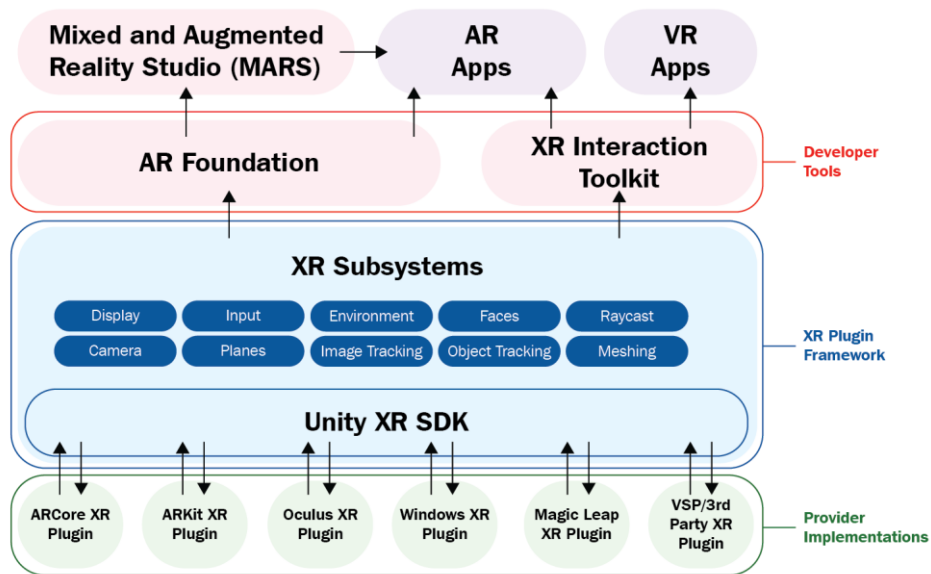 Mixed and Augmented
Reality Studio (MARS)
AR
Apps
VR
Apps
AR Foundation
XR Interaction
Toolkit
Developer
Tools
XR Subsystems
Display
Input
Environment
Faces
Raycast
Camera
Planes
Image Tracking
Object Tracking
Meshing
XR Plugin
Framework
Unity XR SDK
ARCore XR
Plugin
ARKit XR
Plugin
Oculus XR
Plugin
Windows XR
Plugin
Magic Leap
XR Plugin
VSP/3rd
Party XR
Plugin
Provider
Implementations